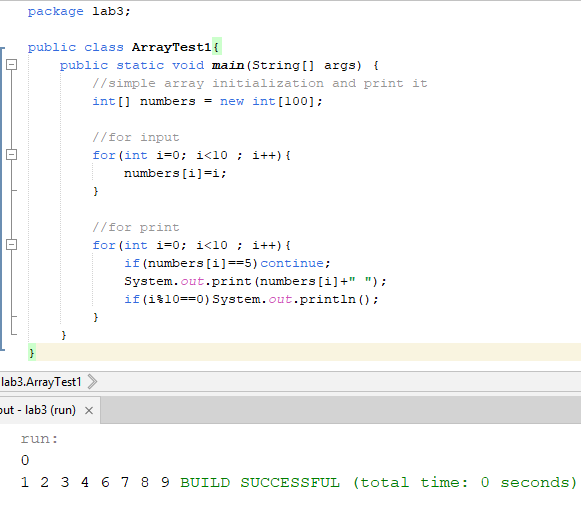 package lab3;
public class ArrayTest1{
public static void main(String[] args) {
//simple array initialization and print it
int[] numbers = new int[100];
//for input
for(int i=0; i<10 ; i++){
numbers[i]=i;
}
//for print
for(int i=0; i<10 ; i++){
if(numbers[i]==5)continue;
System.out.print(numbers[i]+" ");
if(i%10==0)System.out.println();
}
}
}
lab3.ArrayTest1
out - lab3 (run) ×
run:
0
1 2 3 4 6 7 8 9 BUILD SUCCESSFUL (total time: 0 seconds)